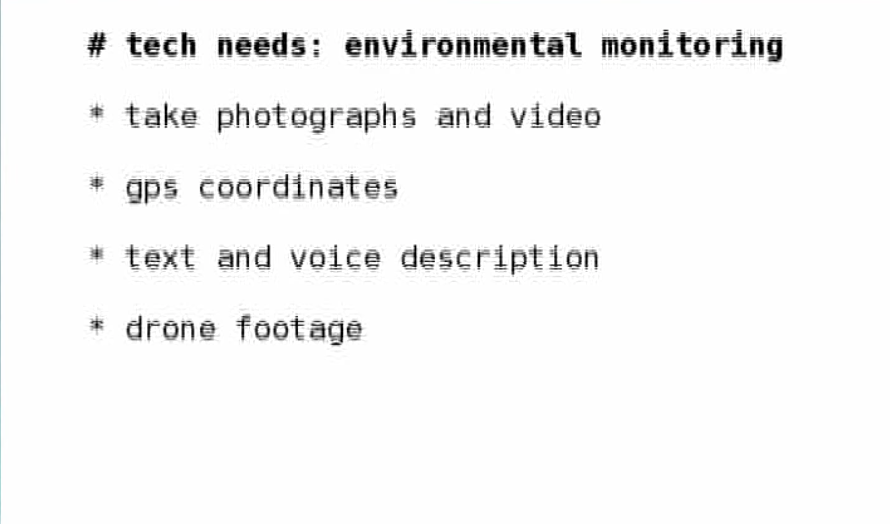 # tech needs: environmental monitoring
* take photographs and video
* gps coordinates
* text and voice description
* drone footage